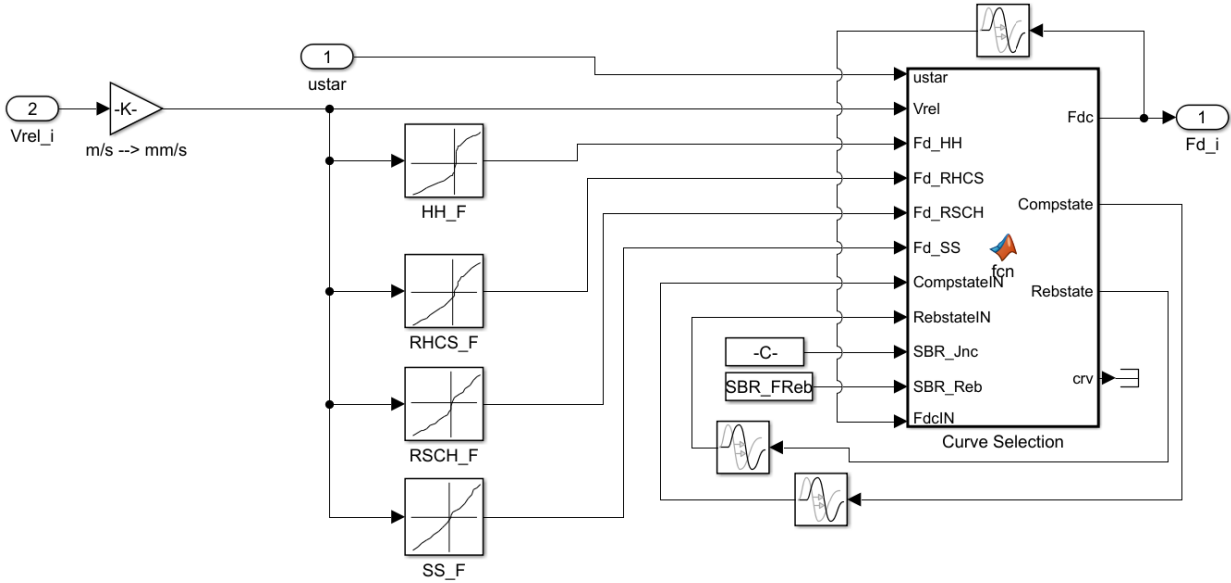 1
ustar
2
Vrel_i
-K-
m/s --> mm/s
HH_F
RHCS_F
RSCH_F
SS_F
ustar
Vrel
Fd_HH
Fd_RHCS
Fd_RSCH
Fd_SS
CompstateIN
RebstateIN
SBR_Jnc
SBR_Reb
FdcIN
fcn
Fdc
Compstate
Rebstate
crv
Curve Selection
-C-
SBR_FReb
1
Fd_i